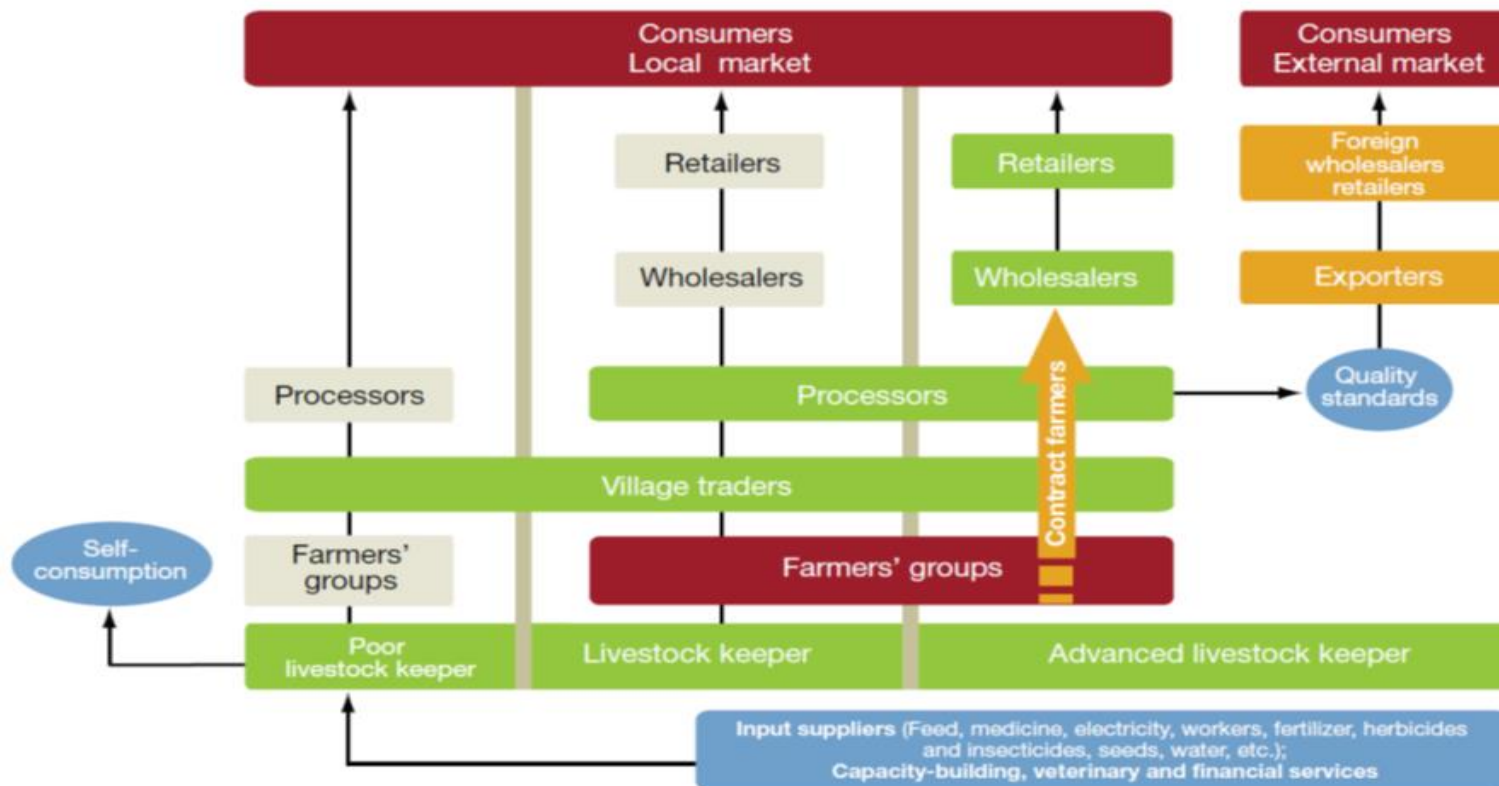 Consumers
Local market
Consumers
External market
Retailers
Retailers
Foreign
wholesalers
retailers
Wholesalers
Wholesalers
Exporters
Processors
Processors
Quality
standards
Contract farmers
Village traders
Self-
consumption
Farmers'
groups
Farmers' groups
Poor
livestock keeper
Livestock keeper
Advanced livestock keeper
Input suppliers (Feed, medicine, electricity, workers, fertilizer, herbicides
and insecticides, seeds, water, etc.);
Capacity-building, veterinary and financial services